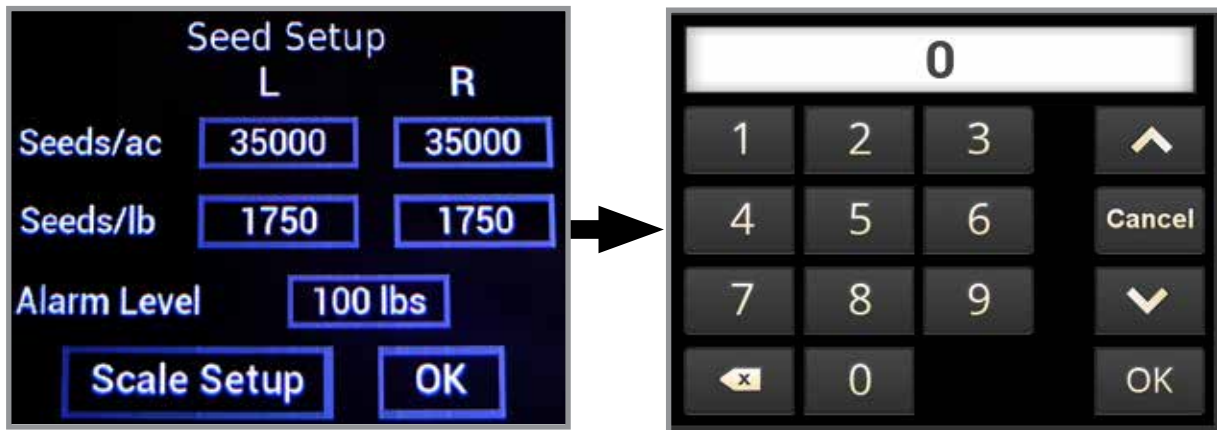 Seed Setup
L R
Seeds/ac 35000 35000
Seeds/lb 1750 1750
Alarm Level 100 lbs
Scale Setup OK
0
1 2 3
4 5 6 Cancel
7 8 9
0 OK